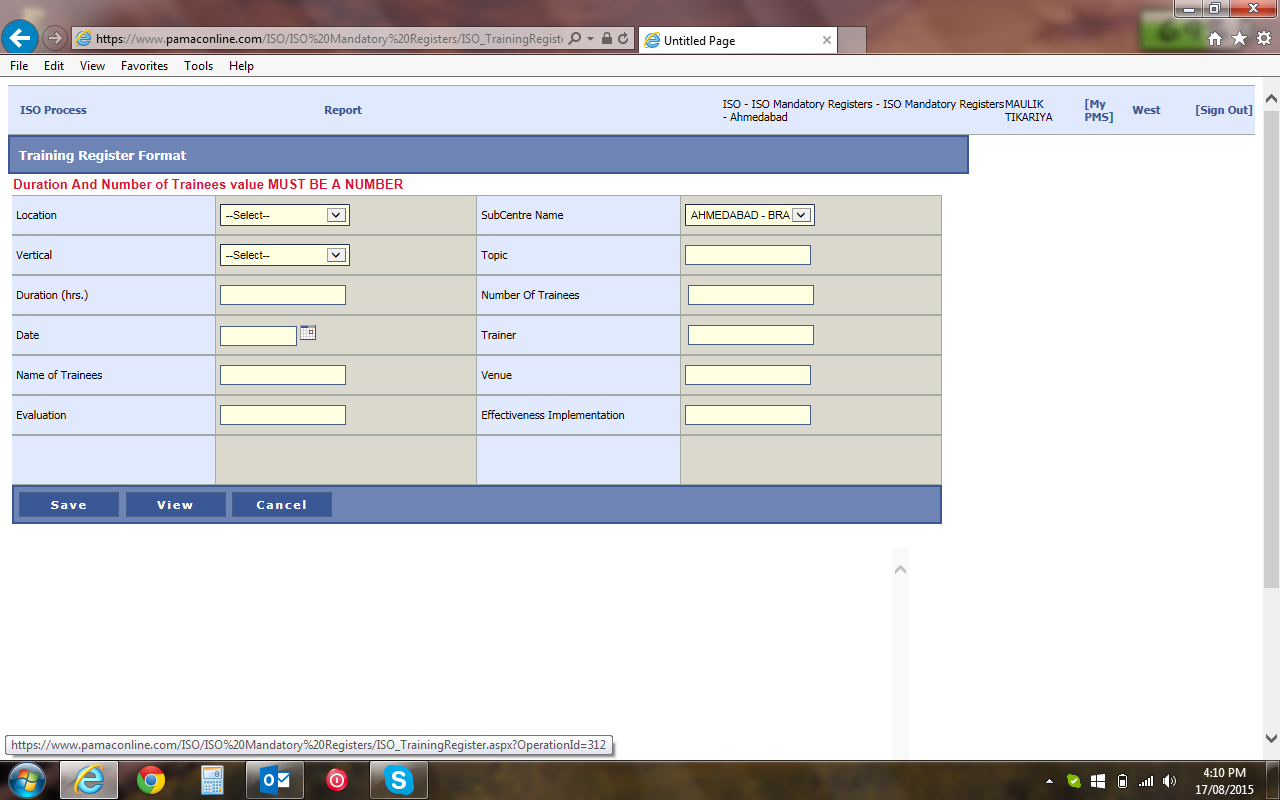 https://www.pamaconline.com/ISO/ISO%20Mandatory%20Registers/ISO_TrainingRegiste
Untitled Page
File Edit View Favorites Tools Help
ISO Process
Report
ISO - ISO Mandatory Registers - ISO Mandatory Registers
- Ahmedabad
MAULIK
TIKARIYA
[My
PMS]
West
[Sign Out]
Training Register Format
Duration And Number of Trainees value MUST BE A NUMBER
Location --Select-- SubCentre Name AHMEDABAD - BRA
Vertical --Select-- Topic
Duration (hrs.) Number Of Trainees
Date Trainer
Name of Trainees Venue
Evaluation Effectiveness Implementation
Save View Cancel
https://www.pamaconline.com/ISO/ISO%20Mandatory%20Registers/ISO_TrainingRegister.aspx?OperationId=312
4:10 PM
17/08/2015